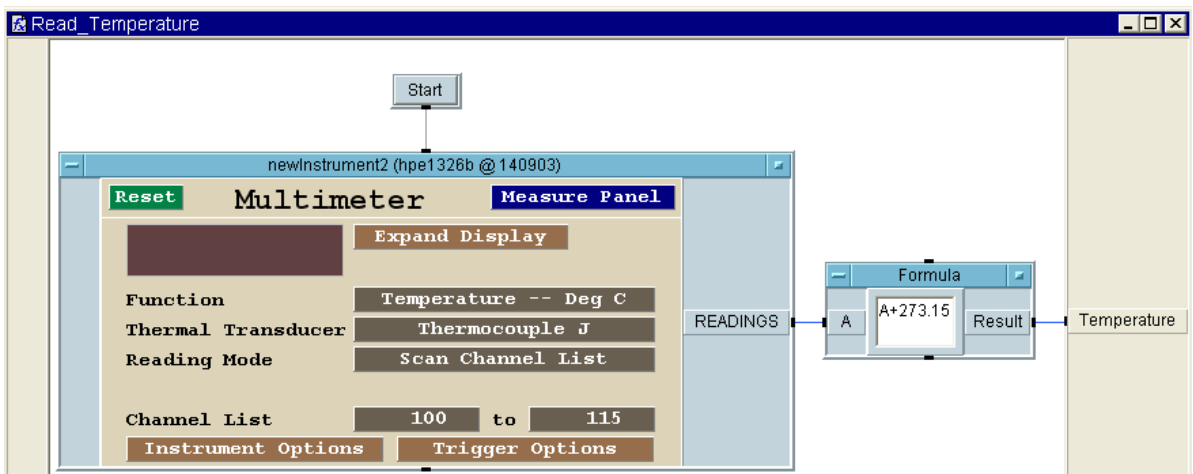 Read_Temperature
Start
newInstrument2 (hpe1326b @ 140903)
Reset Multimeter Measure Panel
Expand Display
Function Temperature -- Deg C
Thermal Transducer Thermocouple J
Reading Mode Scan Channel List
Channel List 100 to 115
Instrument Options Trigger Options
READINGS
Formula
A A+273.15 Result
Temperature